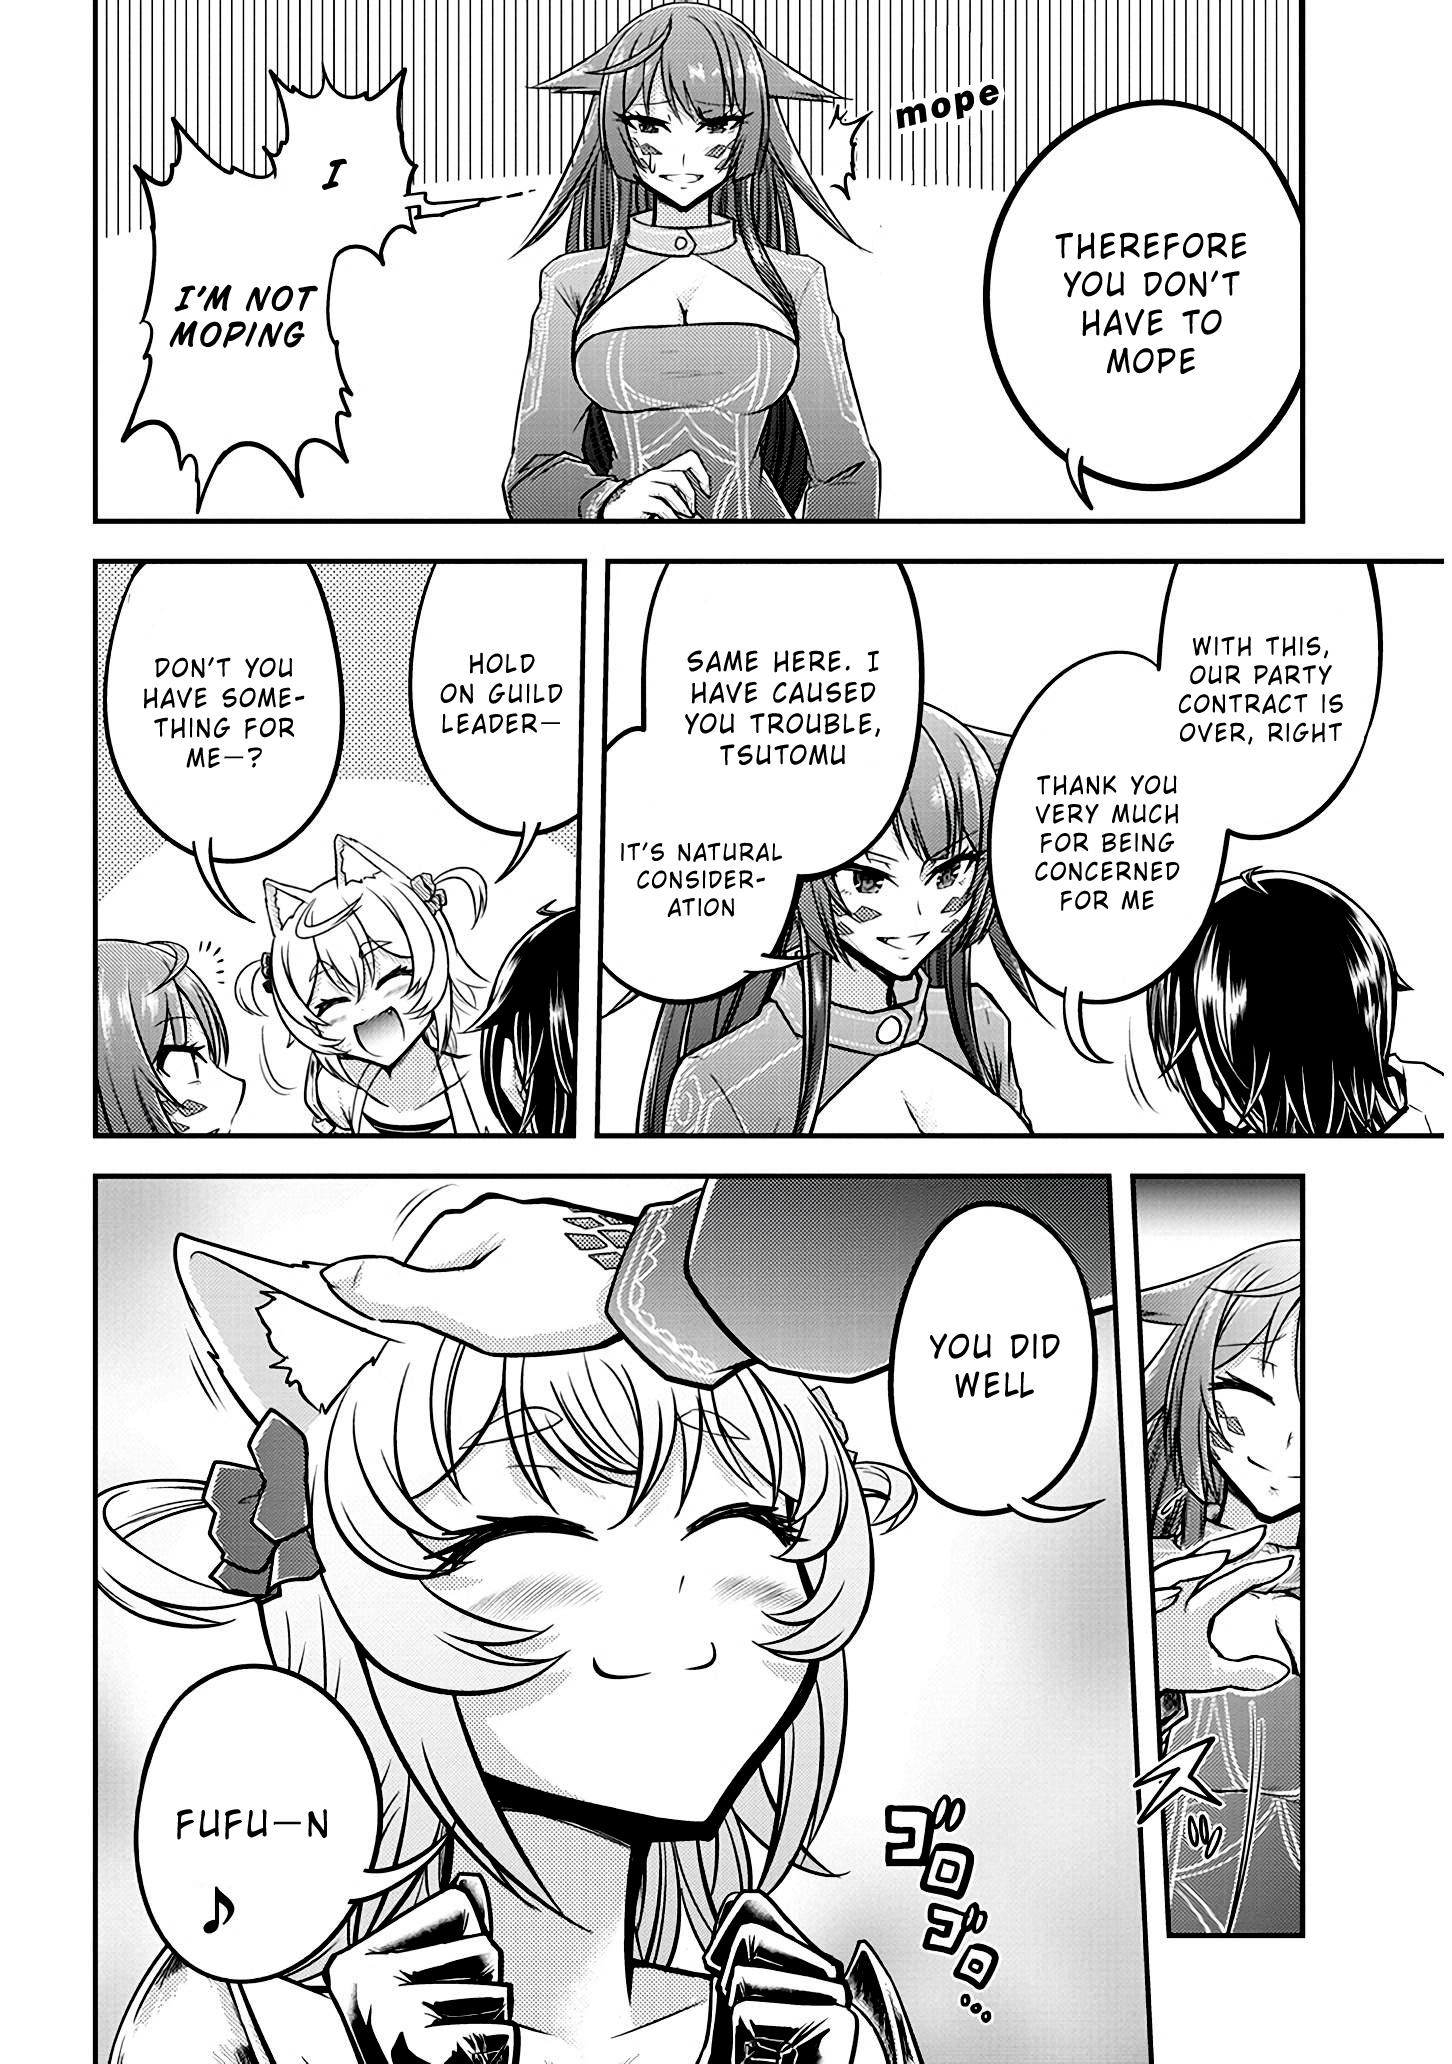 mope
THEREFORE
YOU DON'T
HAVE TO
MOPE
I
I'M NOT
MOPING
WITH THIS,
OUR PARTY
CONTRACT IS
OVER, RIGHT
THANK YOU
VERY MUCH
FOR BEING
CONCERNED
FOR ME
SAME HERE. I
HAVE CAUSED
YOU TROUBLE,
TSUTOMU
IT'S NATURAL
CONSIDER-
ATION
HOLD
ON GUILD
LEADER—
DON'T YOU
HAVE SOME-
THING FOR
ME—?
ス
YOU DID
WELL
FUFU—N
♪
ゴロ
ゴロ...